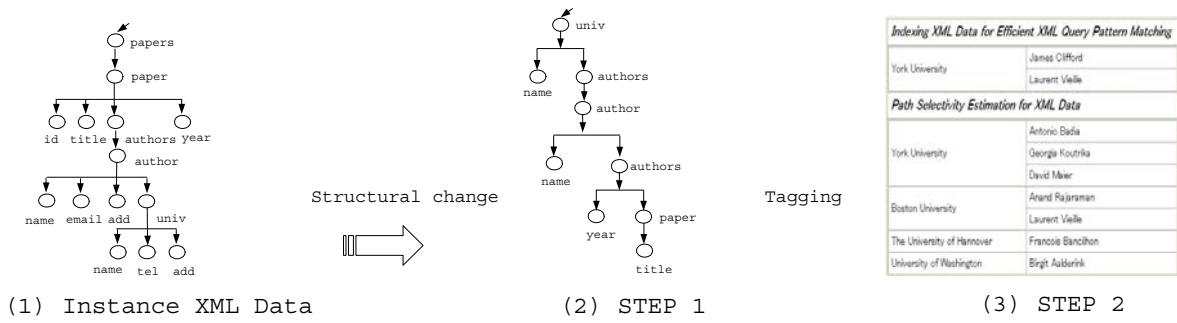 papers
paper
id title authors year
author
name email add univ
name tel add
(1) Instance XML Data
Structural change
univ
name authors
author
name authors
year paper
title
(2) STEP 1
Tagging
Indexing XML Data for Efficient XML Query Pattern Matching
York University
James Clifford
Laurent Vieille
Path Selectivity Estimation for XML Data
York University
Antonio Badia
Georgia Koutrika
David Maier
Boston University
Anand Rajaraman
Laurent Vieille
The University of Hannover
Francois Bancilhon
University of Washington
Birgit Aalderink
(3) STEP 2